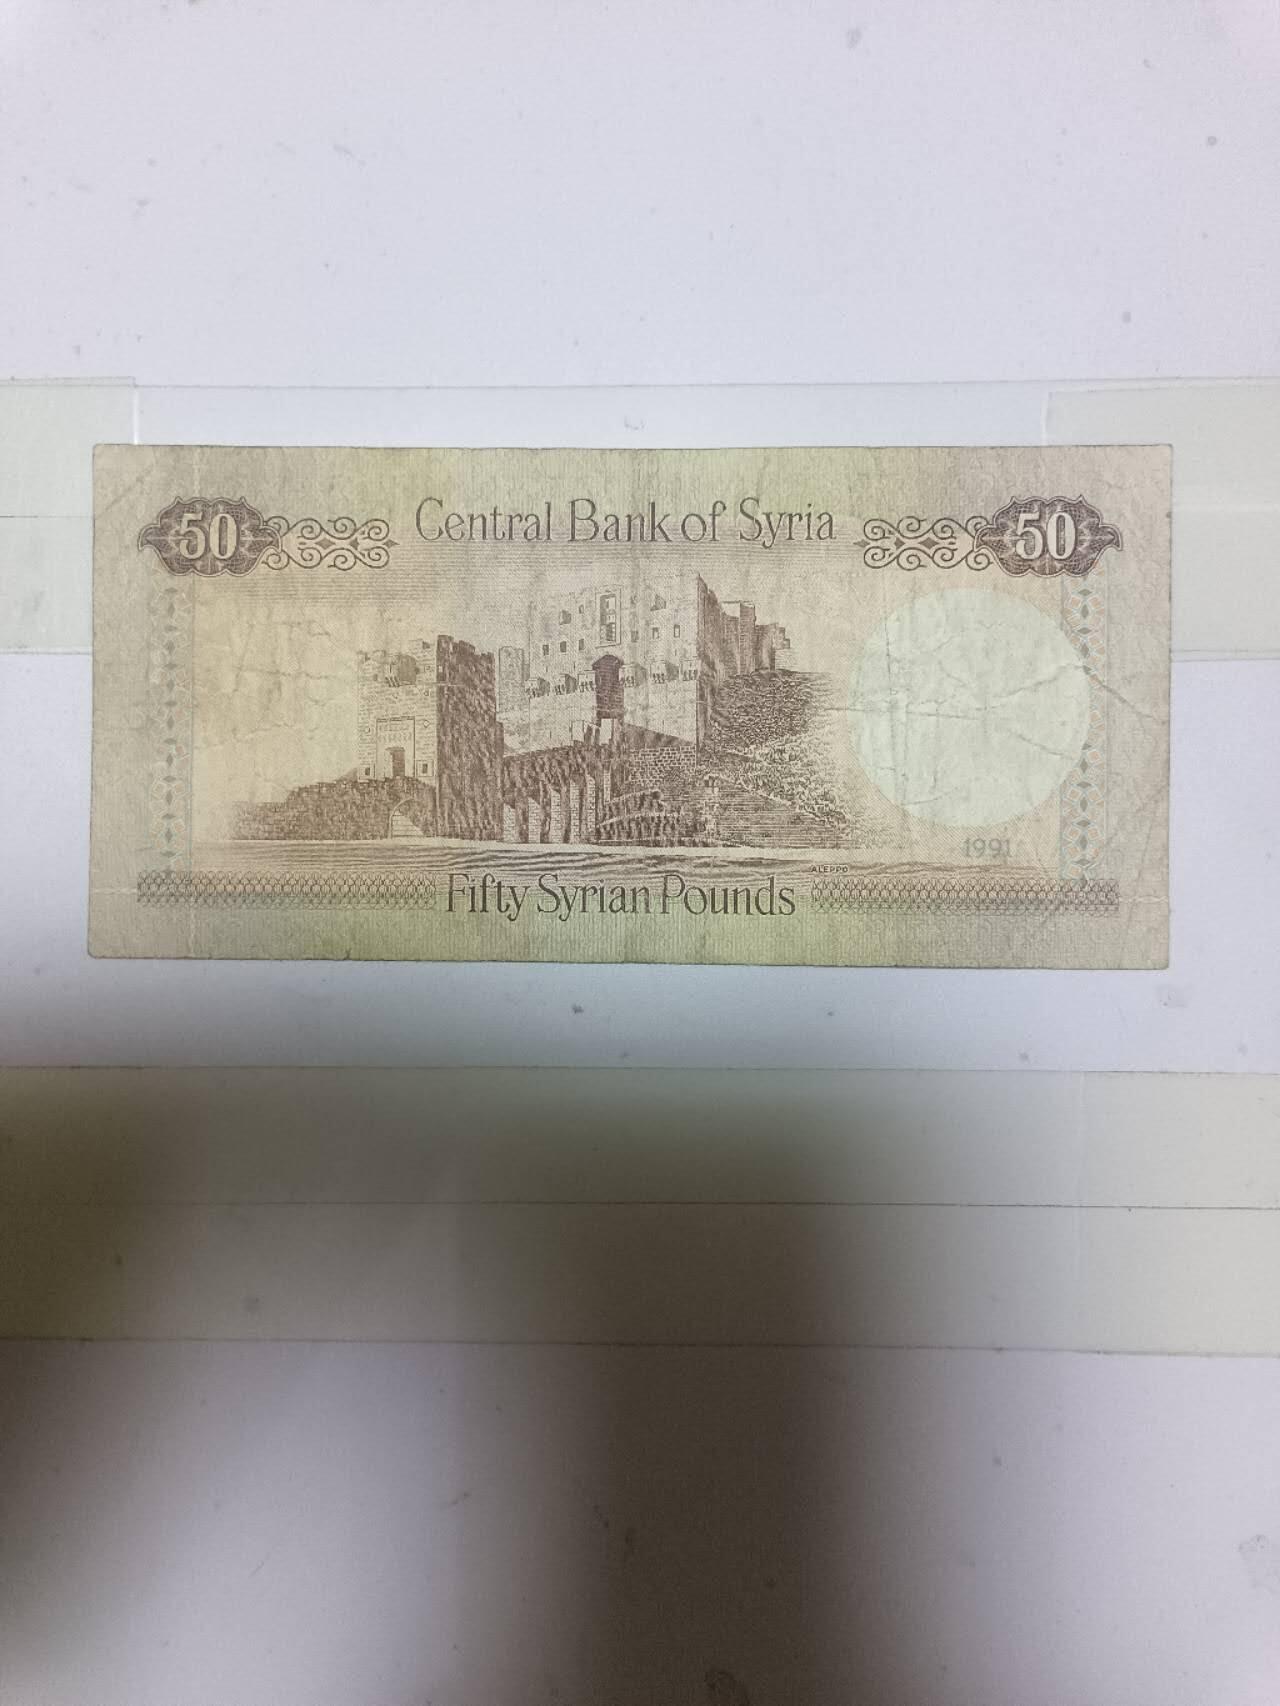 50 Central Bank of Syria 50
1991
ALEPPO
Fifty Syrian Pounds